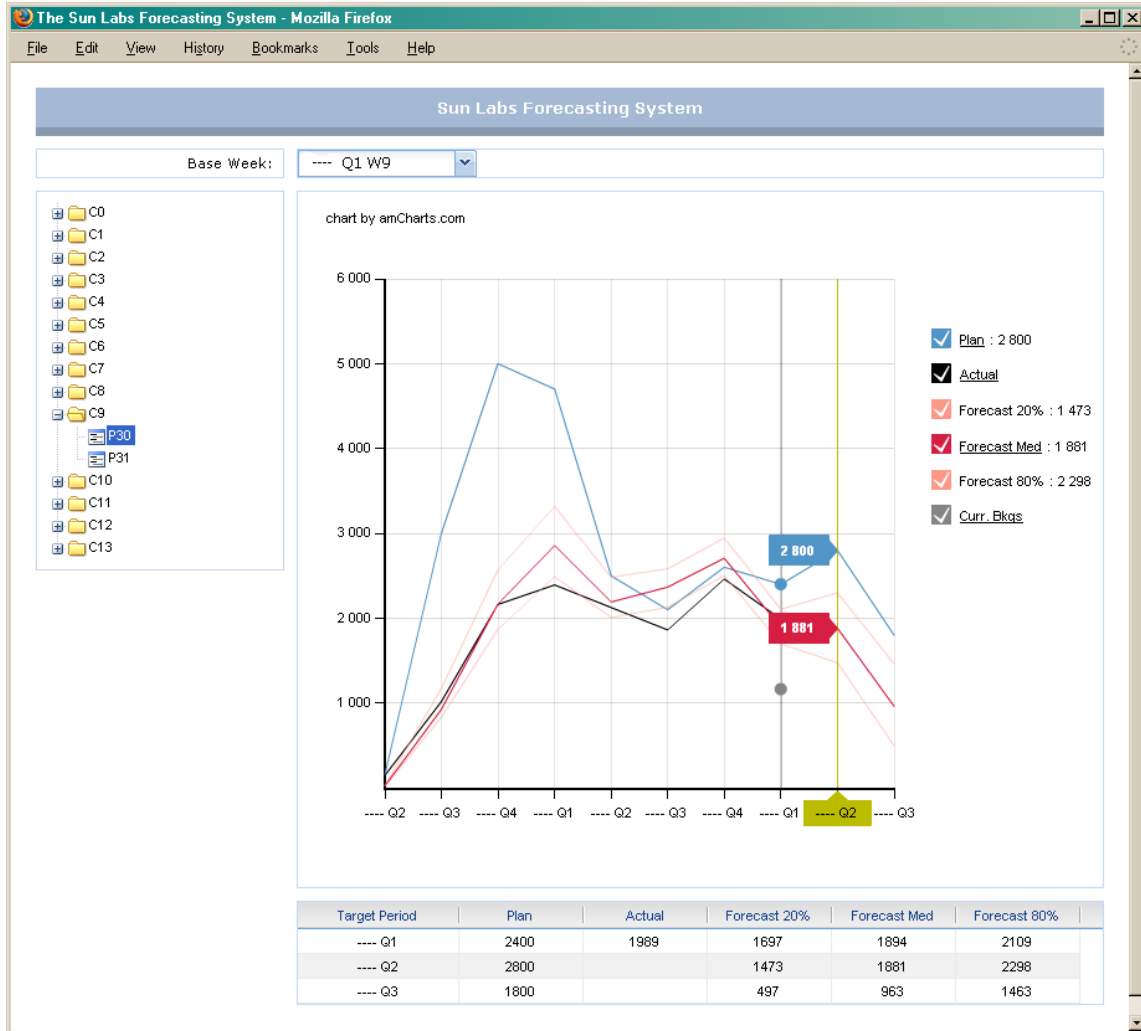 The Sun Labs Forecasting System - Mozilla Firefox
File Edit View History Bookmarks Tools Help
Sun Labs Forecasting System
Base Week: ---- Q1 W9
C0
C1
C2
C3
C4
C5
C6
C7
C8
C9
P30
P31
C10
C11
C12
C13
chart by amCharts.com
6 000
5 000
4 000
3 000
2 000
1 000
2 800
1 881
---- Q2 ---- Q3 ---- Q4 ---- Q1 ---- Q2 ---- Q3 ---- Q4 ---- Q1 ---- Q2 ---- Q3
Plan : 2 800
Actual
Forecast 20% : 1 473
Forecast Med : 1 881
Forecast 80% : 2 298
Curr. Bkgs
Target Period Plan Actual Forecast 20% Forecast Med Forecast 80%
---- Q1 2400 1989 1697 1894 2109
---- Q2 2800 1473 1881 2298
---- Q3 1800 497 963 1463